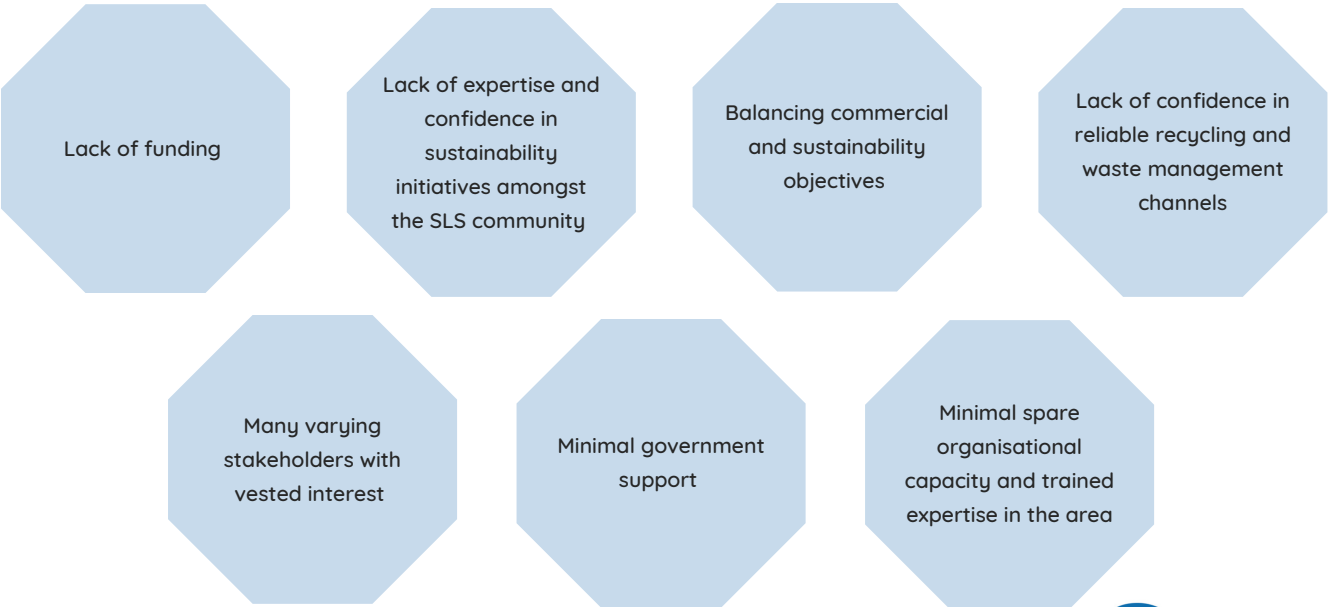 Lack of funding
Lack of expertise and
confidence in
sustainability
initiatives amongst
the SLS community
Balancing commercial
and sustainability
objectives
Lack of confidence in
reliable recycling and
waste management
channels
Many varying
stakeholders with
vested interest
Minimal government
support
Minimal spare
organisational
capacity and trained
expertise in the area